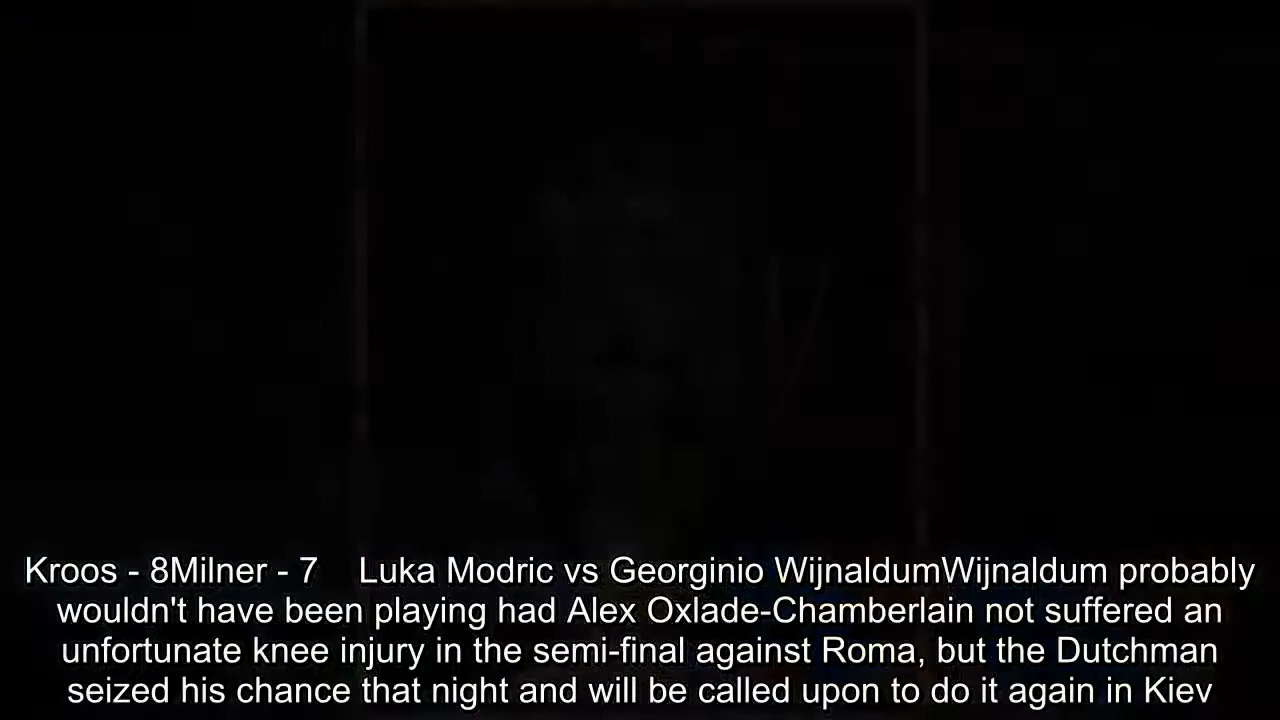 Kroos - 8Milner - 7    Luka Modric vs Georginio WijnaldumWijnaldum probably
wouldn't have been playing had Alex Oxlade-Chamberlain not suffered an
unfortunate knee injury in the semi-final against Roma, but the Dutchman
seized his chance that night and will be called upon to do it again in Kiev